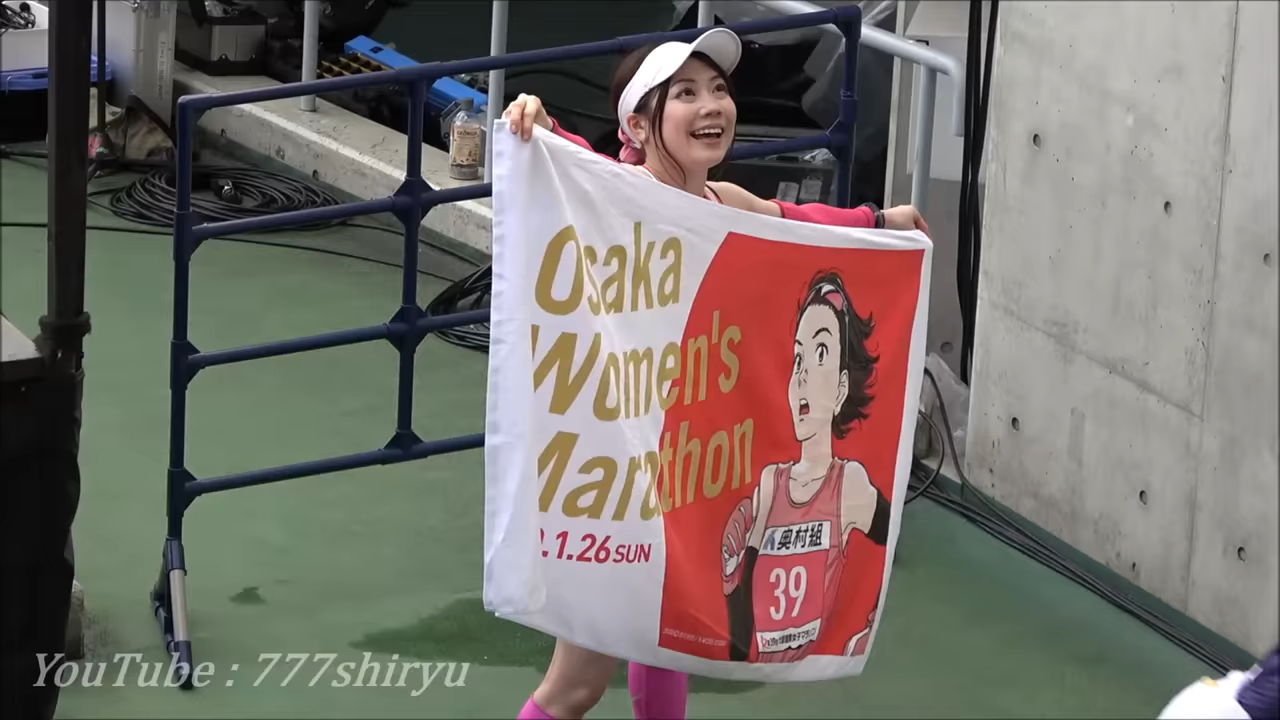 Osaka
Women's
Marathon
.1.26 SUN
奥村組
39
YouTube : 777shiryu